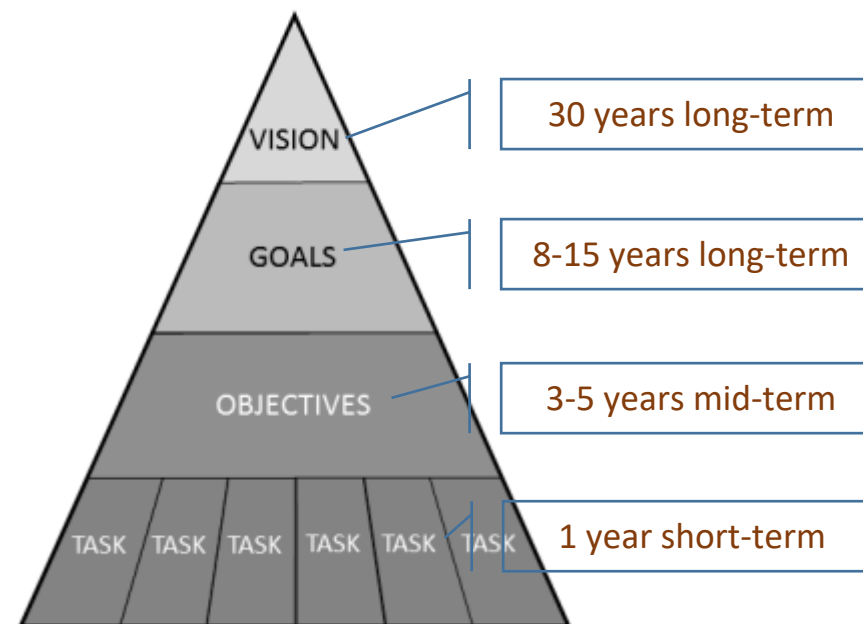 VISION
30 years long-term
GOALS
8-15 years long-term
OBJECTIVES
3-5 years mid-term
TASK TASK TASK TASK TASK TASK
1 year short-term